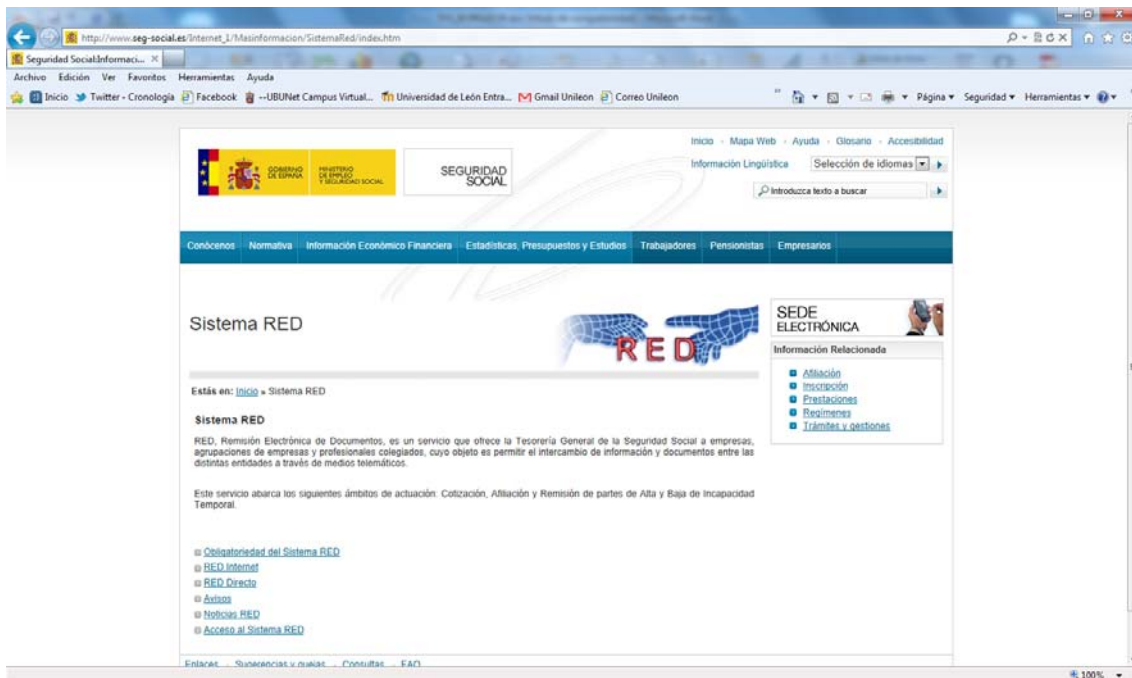 http://www.seg-social.es/Internet_1/Masinformacion/SistemaRed/index.htm
Seguridad Social:Informaci...
Archivo Edición Ver Favoritos Herramientas Ayuda
Inicio Twitter - Cronología Facebook --UBUNet Campus Virtual... Universidad de León Entra... Gmail Unileon Correo Unileon Página Seguridad Herramientas
Inicio Mapa Web Ayuda Glosario Accesibilidad
Información Lingüística Selección de idiomas
GOBIERNO DE ESPAÑA
MINISTERIO DE EMPLEO Y SEGURIDAD SOCIAL
SEGURIDAD
SOCIAL
Introduzca texto a buscar
Conócenos Normativa Información Económico Financiera Estadísticas, Presupuestos y Estudios Trabajadores Pensionistas Empresarios
Sistema RED
RED
SEDE
ELECTRÓNICA
Información Relacionada
Afiliación
Inscripción
Prestaciones
Regímenes
Trámites y gestiones
Estás en: Inicio » Sistema RED
Sistema RED
RED, Remisión Electrónica de Documentos, es un servicio que ofrece la Tesorería General de la Seguridad Social a empresas,
agrupaciones de empresas y profesionales colegiados, cuyo objeto es permitir el intercambio de información y documentos entre las
distintas entidades a través de medios telemáticos.
Este servicio abarca los siguientes ámbitos de actuación: Cotización, Afiliación y Remisión de partes de Alta y Baja de Incapacidad
Temporal.
Obligatoriedad del Sistema RED
RED Internet
RED Directo
Avisos
Noticias RED
Acceso al Sistema RED
Enlaces Sugerencias y quejas Consultas FAQ
100%